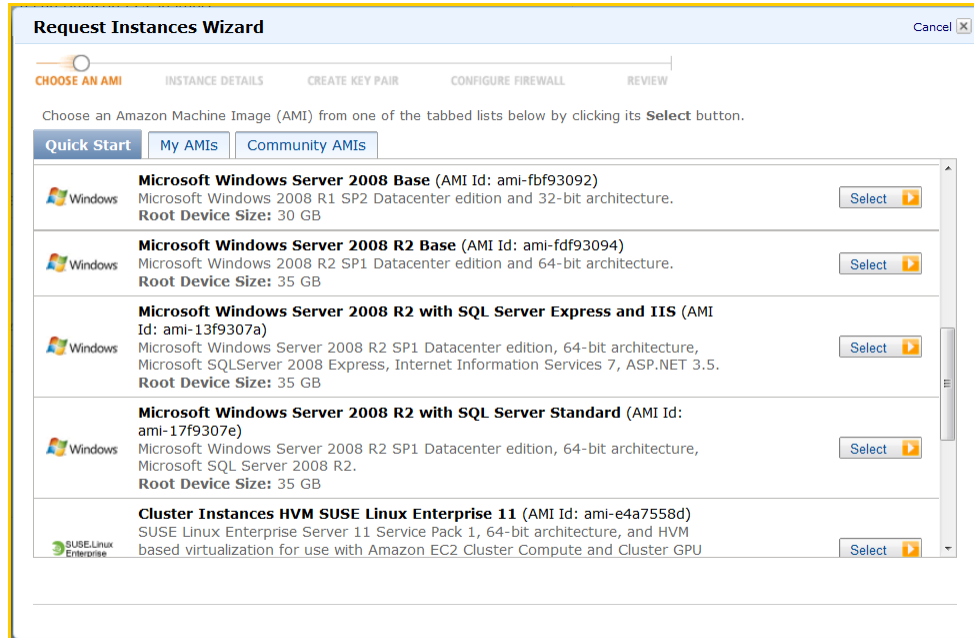 Request Instances Wizard
Cancel
CHOOSE AN AMI INSTANCE DETAILS CREATE KEY PAIR CONFIGURE FIREWALL REVIEW
Choose an Amazon Machine Image (AMI) from one of the tabbed lists below by clicking its Select button.
Quick Start My AMIs Community AMIs
Microsoft Windows Server 2008 Base (AMI Id: ami-fbf93092)
Windows Microsoft Windows 2008 R1 SP2 Datacenter edition and 32-bit architecture. Select
Root Device Size: 30 GB
Microsoft Windows Server 2008 R2 Base (AMI Id: ami-fdf93094)
Windows Microsoft Windows 2008 R2 SP1 Datacenter edition and 64-bit architecture. Select
Root Device Size: 35 GB
Microsoft Windows Server 2008 R2 with SQL Server Express and IIS (AMI
Id: ami-13f9307a)
Windows Microsoft Windows Server 2008 R2 SP1 Datacenter edition, 64-bit architecture, Select
Microsoft SQLServer 2008 Express, Internet Information Services 7, ASP.NET 3.5.
Root Device Size: 35 GB
Microsoft Windows Server 2008 R2 with SQL Server Standard (AMI Id:
ami-17f9307e)
Windows Microsoft Windows Server 2008 R2 SP1 Datacenter edition, 64-bit architecture, Select
Microsoft SQL Server 2008 R2.
Root Device Size: 35 GB
Cluster Instances HVM SUSE Linux Enterprise 11 (AMI Id: ami-e4a7558d)
SUSE Linux Enterprise Server 11 Service Pack 1, 64-bit architecture, and HVM
SUSE.Linux Enterprise based virtualization for use with Amazon EC2 Cluster Compute and Cluster GPU Select